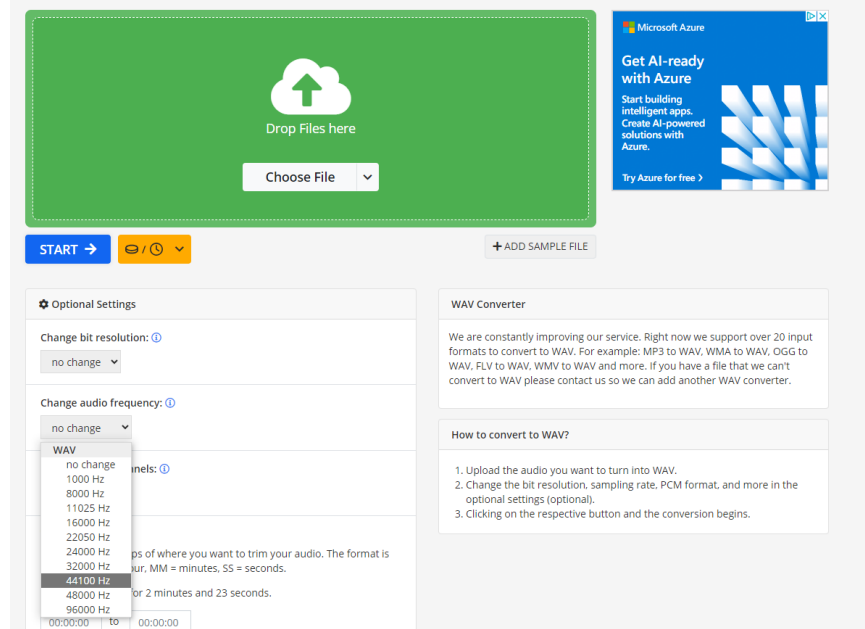 Drop Files here
Choose File
START
/
+ ADD SAMPLE FILE
Microsoft Azure
Get AI-ready
with Azure
Start building
intelligent apps.
Create AI-powered
solutions with
Azure.
Try Azure for free >
Optional Settings
Change bit resolution:
no change
Change audio frequency:
no change
WAV
no change
1000 Hz
8000 Hz
11025 Hz
16000 Hz
22050 Hz
24000 Hz
32000 Hz
44100 Hz
48000 Hz
96000 Hz
nels:
ps of where you want to trim your audio. The format is
ur, MM = minutes, SS = seconds.
or 2 minutes and 23 seconds.
00:00:00 to 00:00:00
WAV Converter
We are constantly improving our service. Right now we support over 20 input
formats to convert to WAV. For example: MP3 to WAV, WMA to WAV, OGG to
WAV, FLV to WAV, WMV to WAV and more. If you have a file that we can't
convert to WAV please contact us so we can add another WAV converter.
How to convert to WAV?
1. Upload the audio you want to turn into WAV.
2. Change the bit resolution, sampling rate, PCM format, and more in the
optional settings (optional).
3. Clicking on the respective button and the conversion begins.